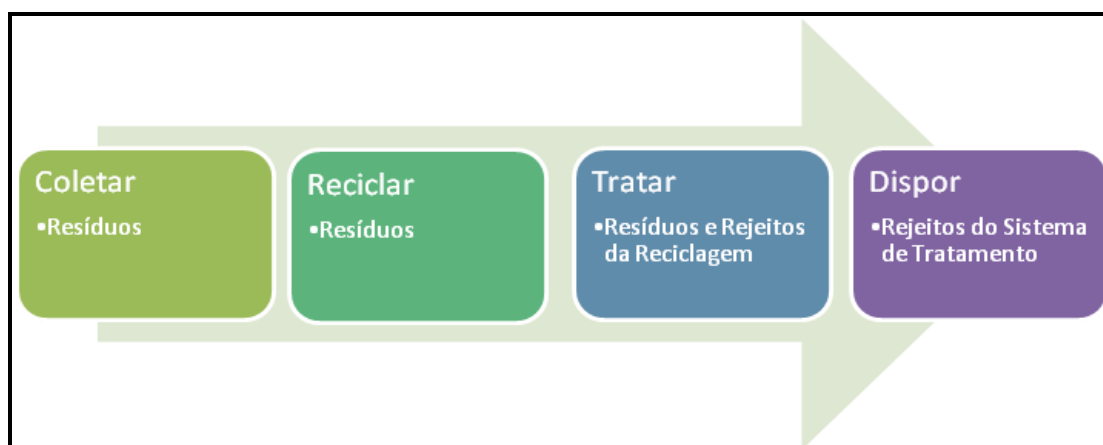 Coletar
•Resíduos
Reciclar
•Resíduos
Tratar
•Resíduos e Rejeitos
da Reciclagem
Dispor
•Rejeitos do Sistema
de Tratamento